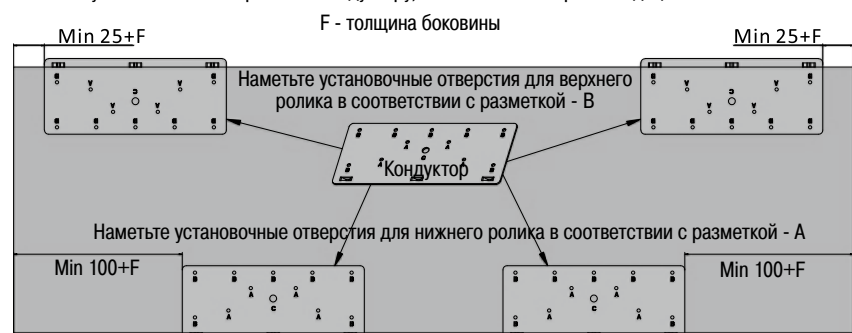 F - толщина боковины
Min 25+F
Min 25+F
Наметьте установочные отверстия для верхнего
ролика в соответствии с разметкой - В
Кондуктор
Наметьте установочные отверстия для нижнего ролика в соответствии с разметкой - А
Min 100+F
Min 100+F